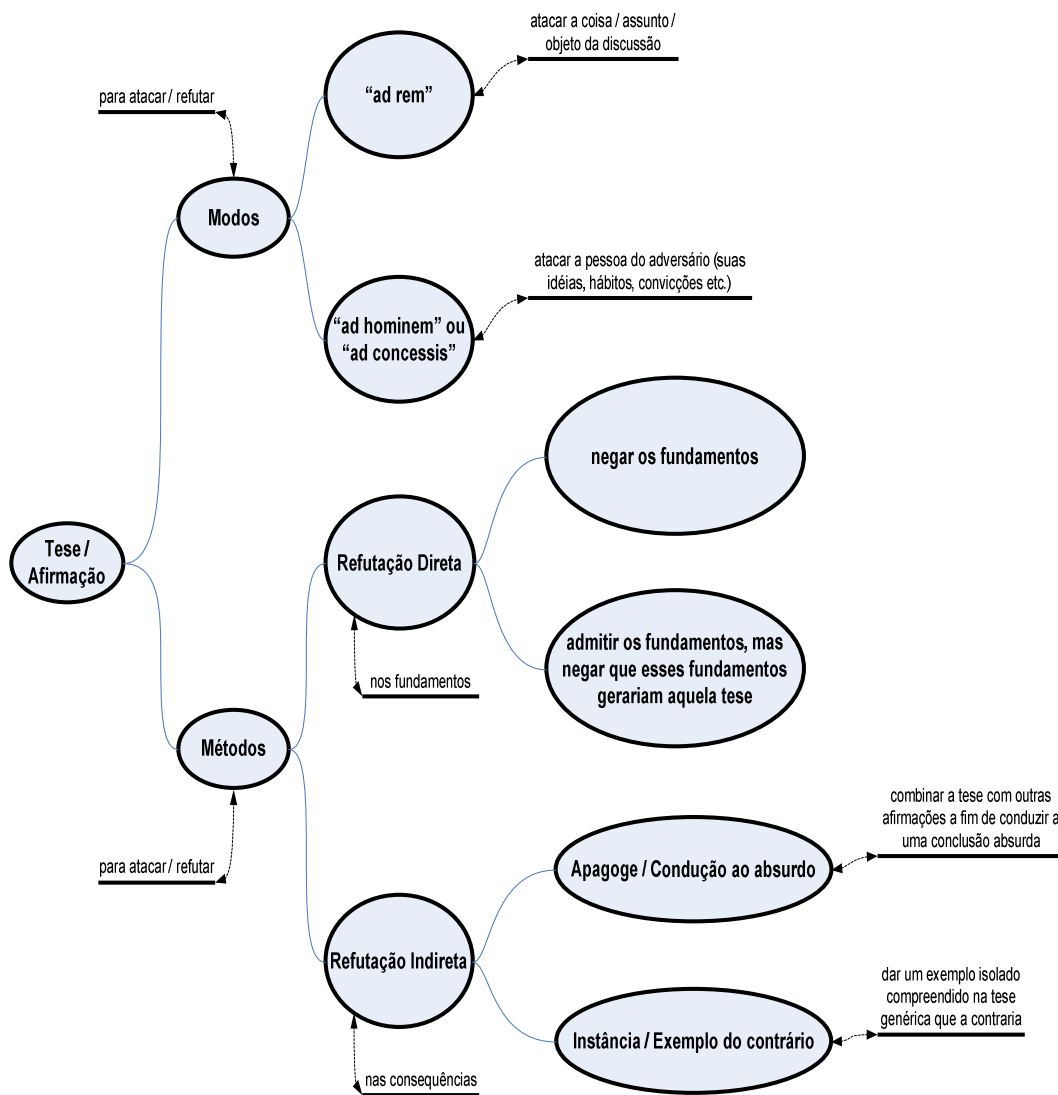 atacar a coisa / assunto /
objeto da discussão
“ad rem”
para atacar / refutar
Modos
atacar a pessoa do adversário (suas
idéias, hábitos, convicções etc.)
“ad hominem” ou
“ad concessis”
negar os fundamentos
Tese /
Afirmação
Refutação Direta
admitir os fundamentos, mas
negar que esses fundamentos
gerariam aquela tese
nos fundamentos
Métodos
para atacar / refutar
combinar a tese com outras
afirmações a fim de conduzir a
uma conclusão absurda
Apagoge / Condução ao absurdo
Refutação Indireta
dar um exemplo isolado
compreendido na tese
genérica que a contraria
Instância / Exemplo do contrário
nas consequências